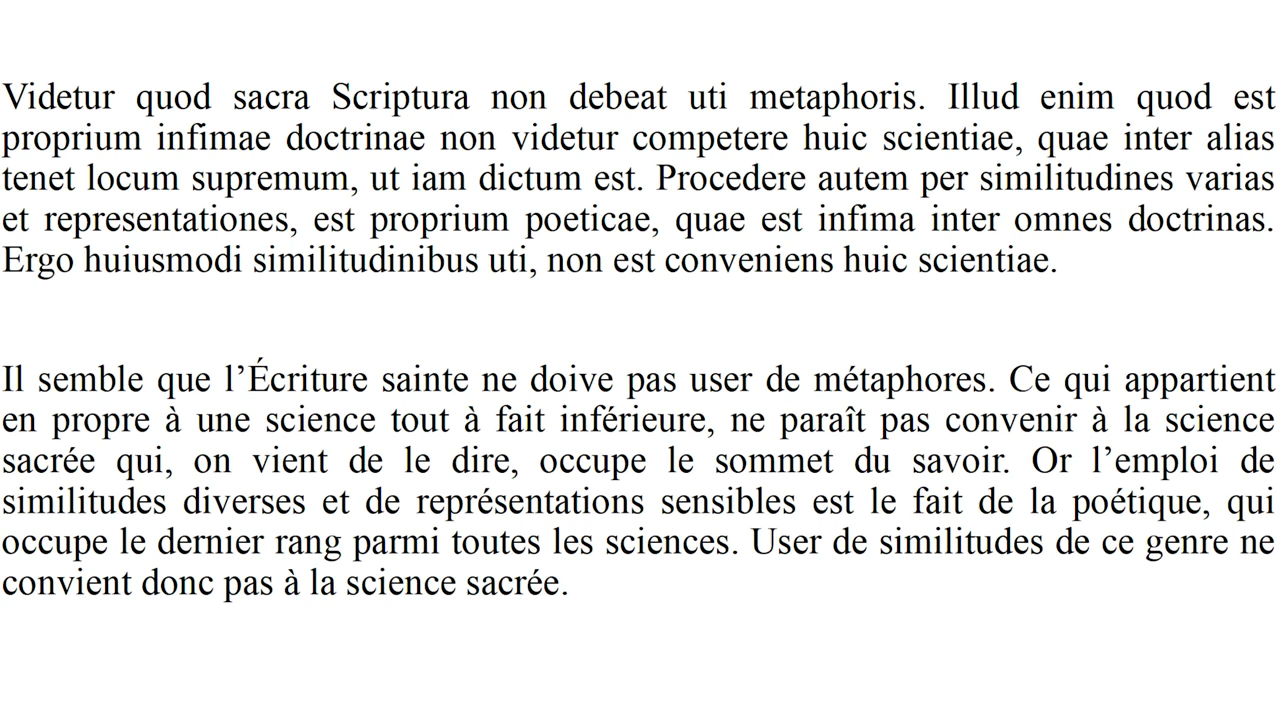 Videtur quod sacra Scriptura non debeat uti metaphoris. Illud enim quod est
proprium infimae doctrinae non videtur competere huic scientiae, quae inter alias
tenet locum supremum, ut iam dictum est. Procedere autem per similitudines varias
et representationes, est proprium poeticae, quae est infima inter omnes doctrinas.
Ergo huiusmodi similitudinibus uti, non est conveniens huic scientiae.
Il semble que l’Écriture sainte ne doive pas user de métaphores. Ce qui appartient
en propre à une science tout à fait inférieure, ne paraît pas convenir à la science
sacrée qui, on vient de le dire, occupe le sommet du savoir. Or l’emploi de
similitudes diverses et de représentations sensibles est le fait de la poétique, qui
occupe le dernier rang parmi toutes les sciences. User de similitudes de ce genre ne
convient donc pas à la science sacrée.